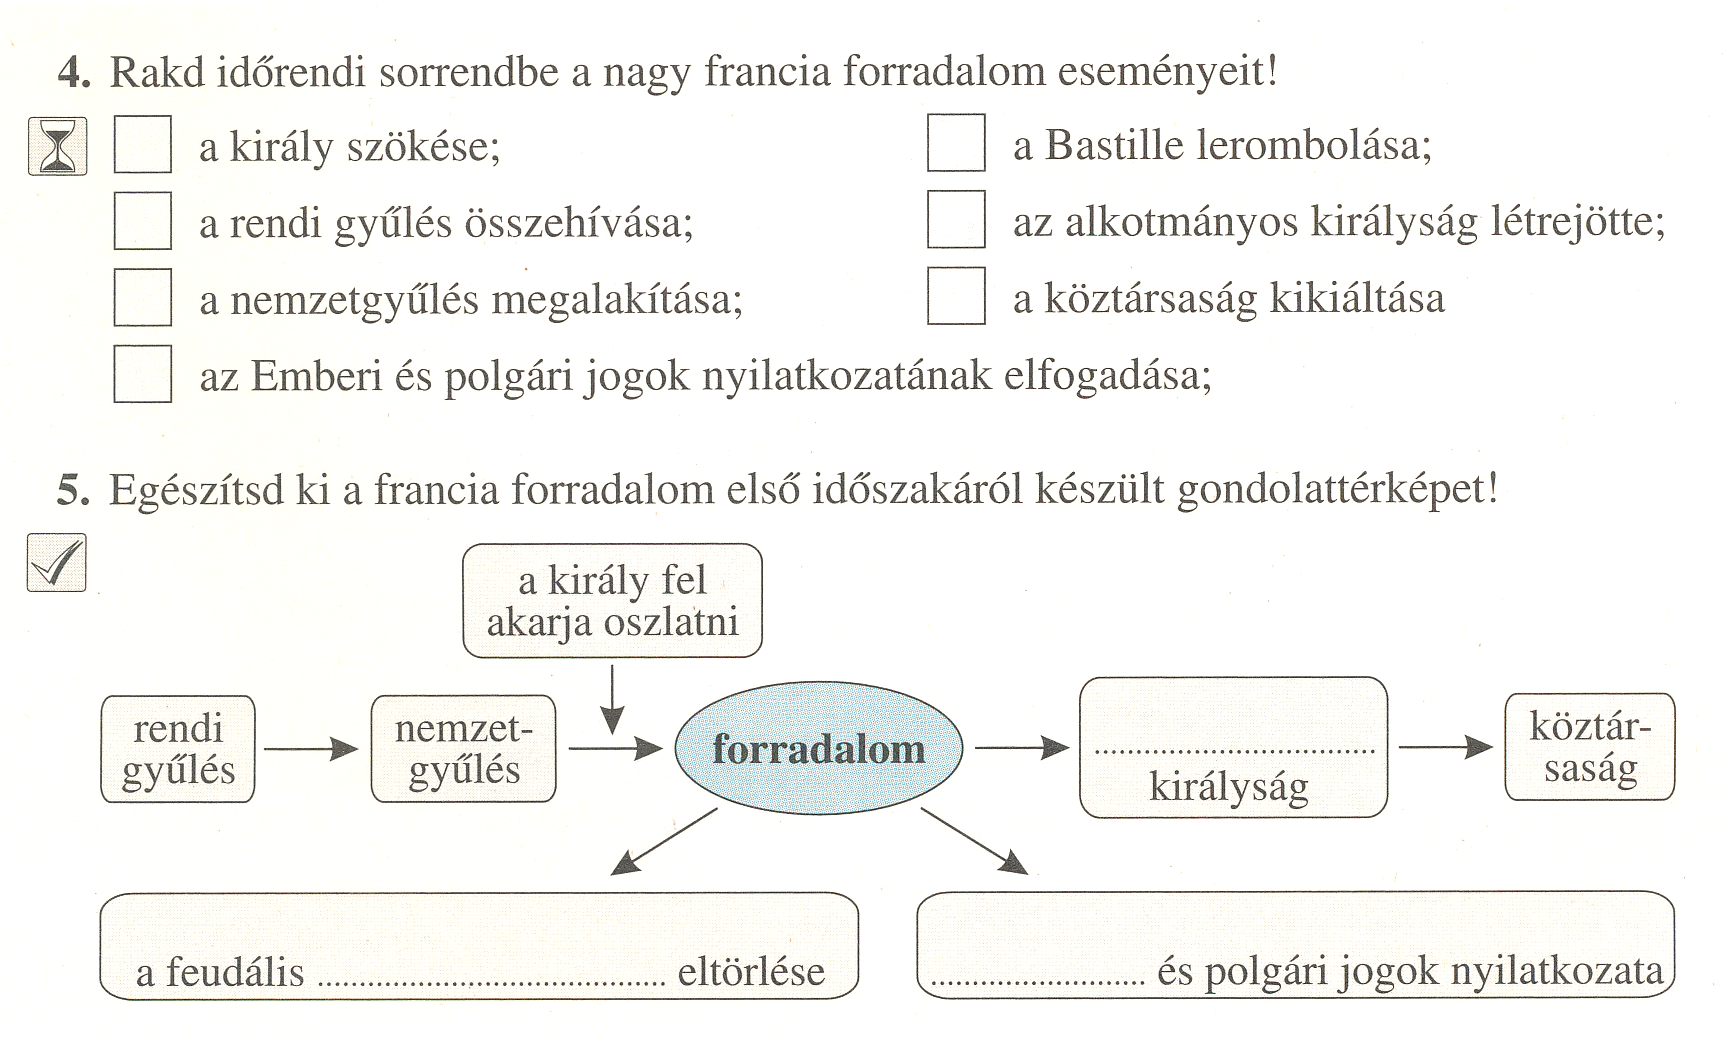 4. Rakd időrendi sorrendbe a nagy francia forradalom eseményeit!
a király szökése;
a Bastille lerombolása;
a rendi gyűlés összehívása;
az alkotmányos királyság létrejötte;
a nemzetgyűlés megalakítása;
a köztársaság kikiáltása
az Emberi és polgári jogok nyilatkozatának elfogadása;
5. Egészítsd ki a francia forradalom első időszakáról készült gondolattérképet!
a király fel
akarja oszlatni
rendi
gyűlés
nemzet-
gyűlés
forradalom
..................................
királyság
köztár-
saság
a feudális .......................................... eltörlése
.......................... és polgári jogok nyilatkozata